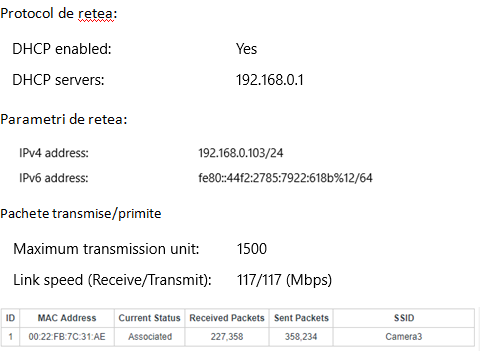 Protocol de retea:
DHCP enabled: Yes
DHCP servers: 192.168.0.1
Parametri de retea:
IPv4 address: 192.168.0.103/24
IPv6 address: fe80::44f2:2785:7922:618b%12/64
Pachete transmise/primite
Maximum transmission unit: 1500
Link speed (Receive/Transmit): 117/117 (Mbps)
ID MAC Address Current Status Received Packets Sent Packets SSID
1 00:22:FB:7C:31:AE Associated 227,358 358,234 Camera3